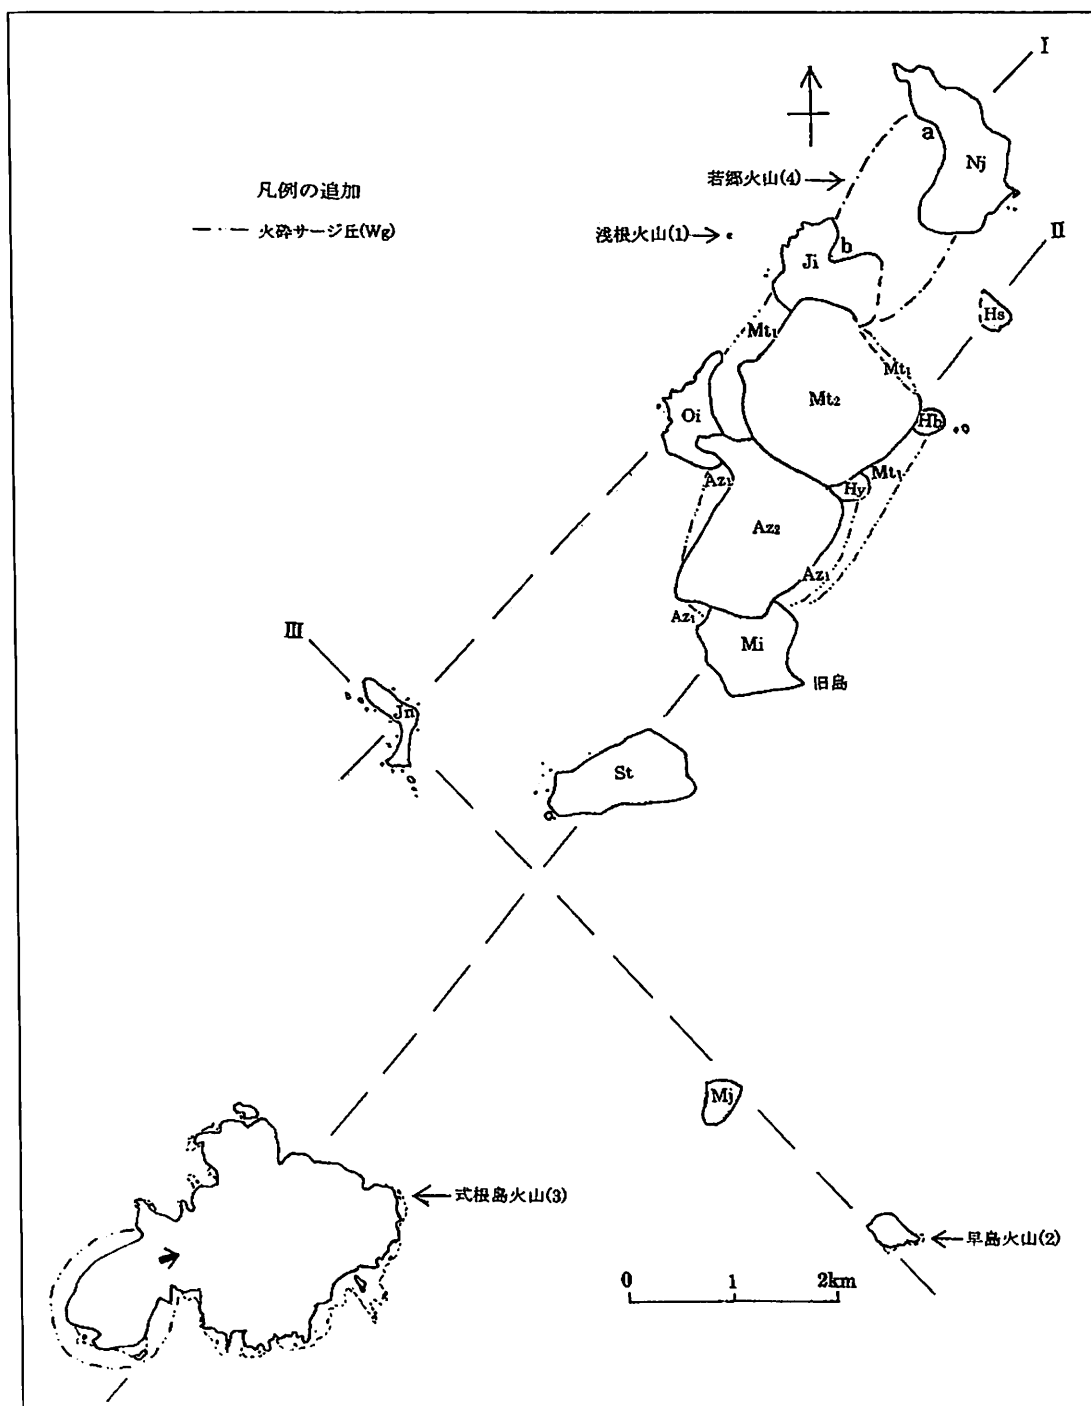 I
a
Nj
若郷火山(4)
凡例の追加
火砕サージ丘(Wg)
浅根火山(1)
b
II
Ji
Hs
Mt1
Mt1
Mt2
Oi
Hb
Mt1
Az1
Hy
Az2
Az1
Az1
Mi
III
旧島
Jn
St
Mj
式根島火山(3)
早島火山(2)
0 1 2km